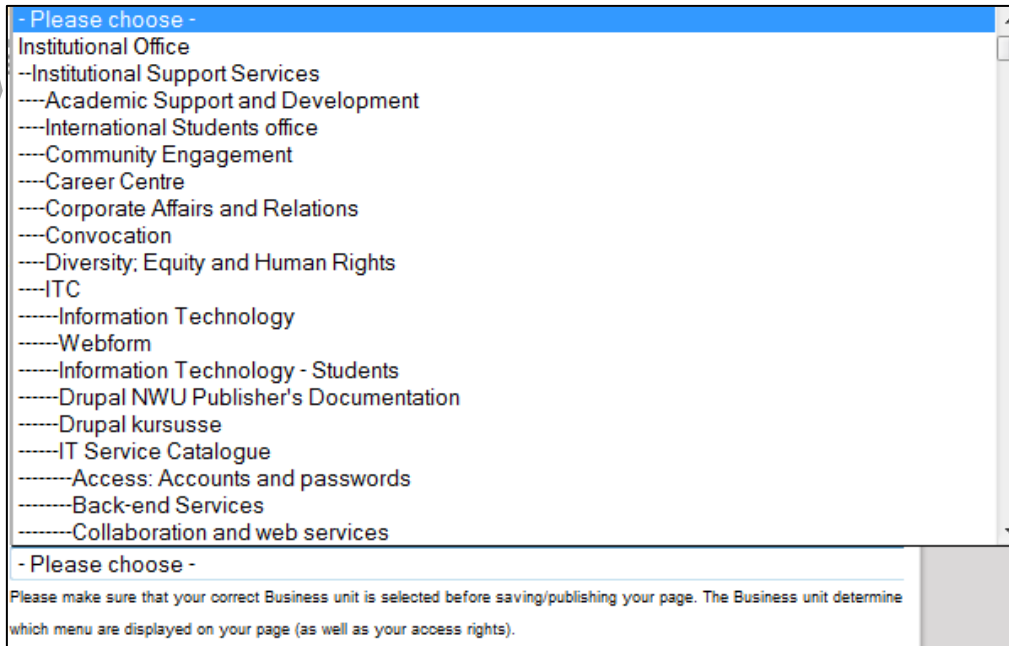 - Please choose -
Institutional Office
--Institutional Support Services
----Academic Support and Development
----International Students office
----Community Engagement
----Career Centre
----Corporate Affairs and Relations
----Convocation
----Diversity; Equity and Human Rights
----ITC
------Information Technology
------Webform
------Information Technology - Students
------Drupal NWU Publisher's Documentation
------Drupal kursusse
------IT Service Catalogue
--------Access: Accounts and passwords
--------Back-end Services
--------Collaboration and web services
- Please choose -
Please make sure that your correct Business unit is selected before saving/publishing your page. The Business unit determine
which menu are displayed on your page (as well as your access rights).